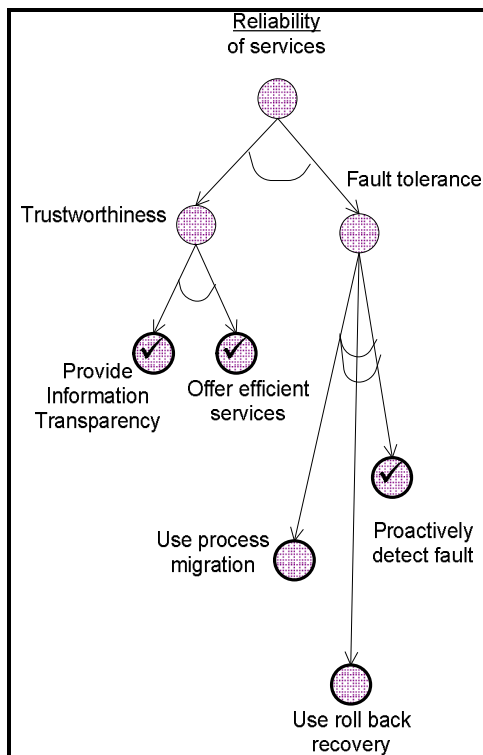 Reliability
of services
Fault tolerance
Trustworthiness
Provide
Information
Transparency
Offer efficient
services
Proactively
detect fault
Use process
migration
Use roll back
recovery